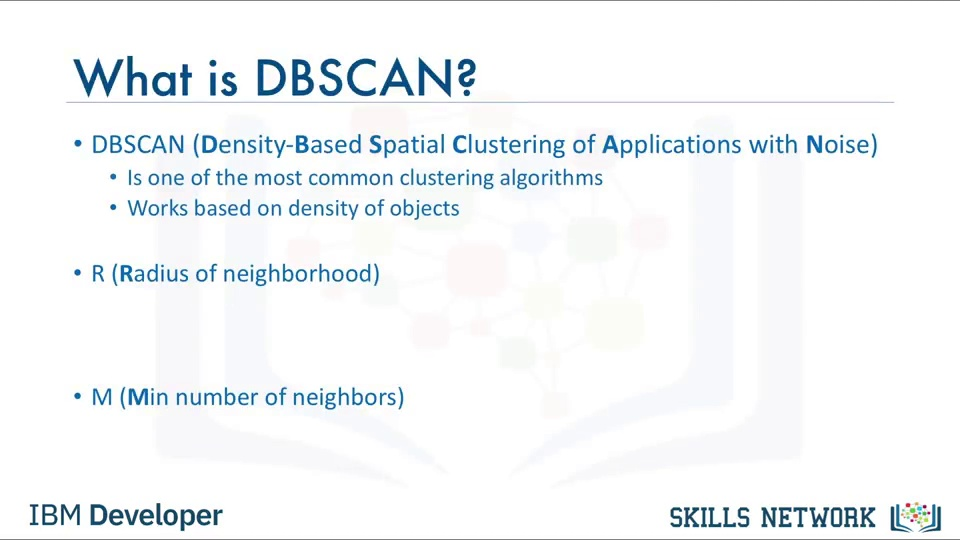 What is DBSCAN?
• DBSCAN (Density-Based Spatial Clustering of Applications with Noise)
• Is one of the most common clustering algorithms
• Works based on density of objects
• R (Radius of neighborhood)
• M (Min number of neighbors)
IBM Developer
SKILLS NETWORK